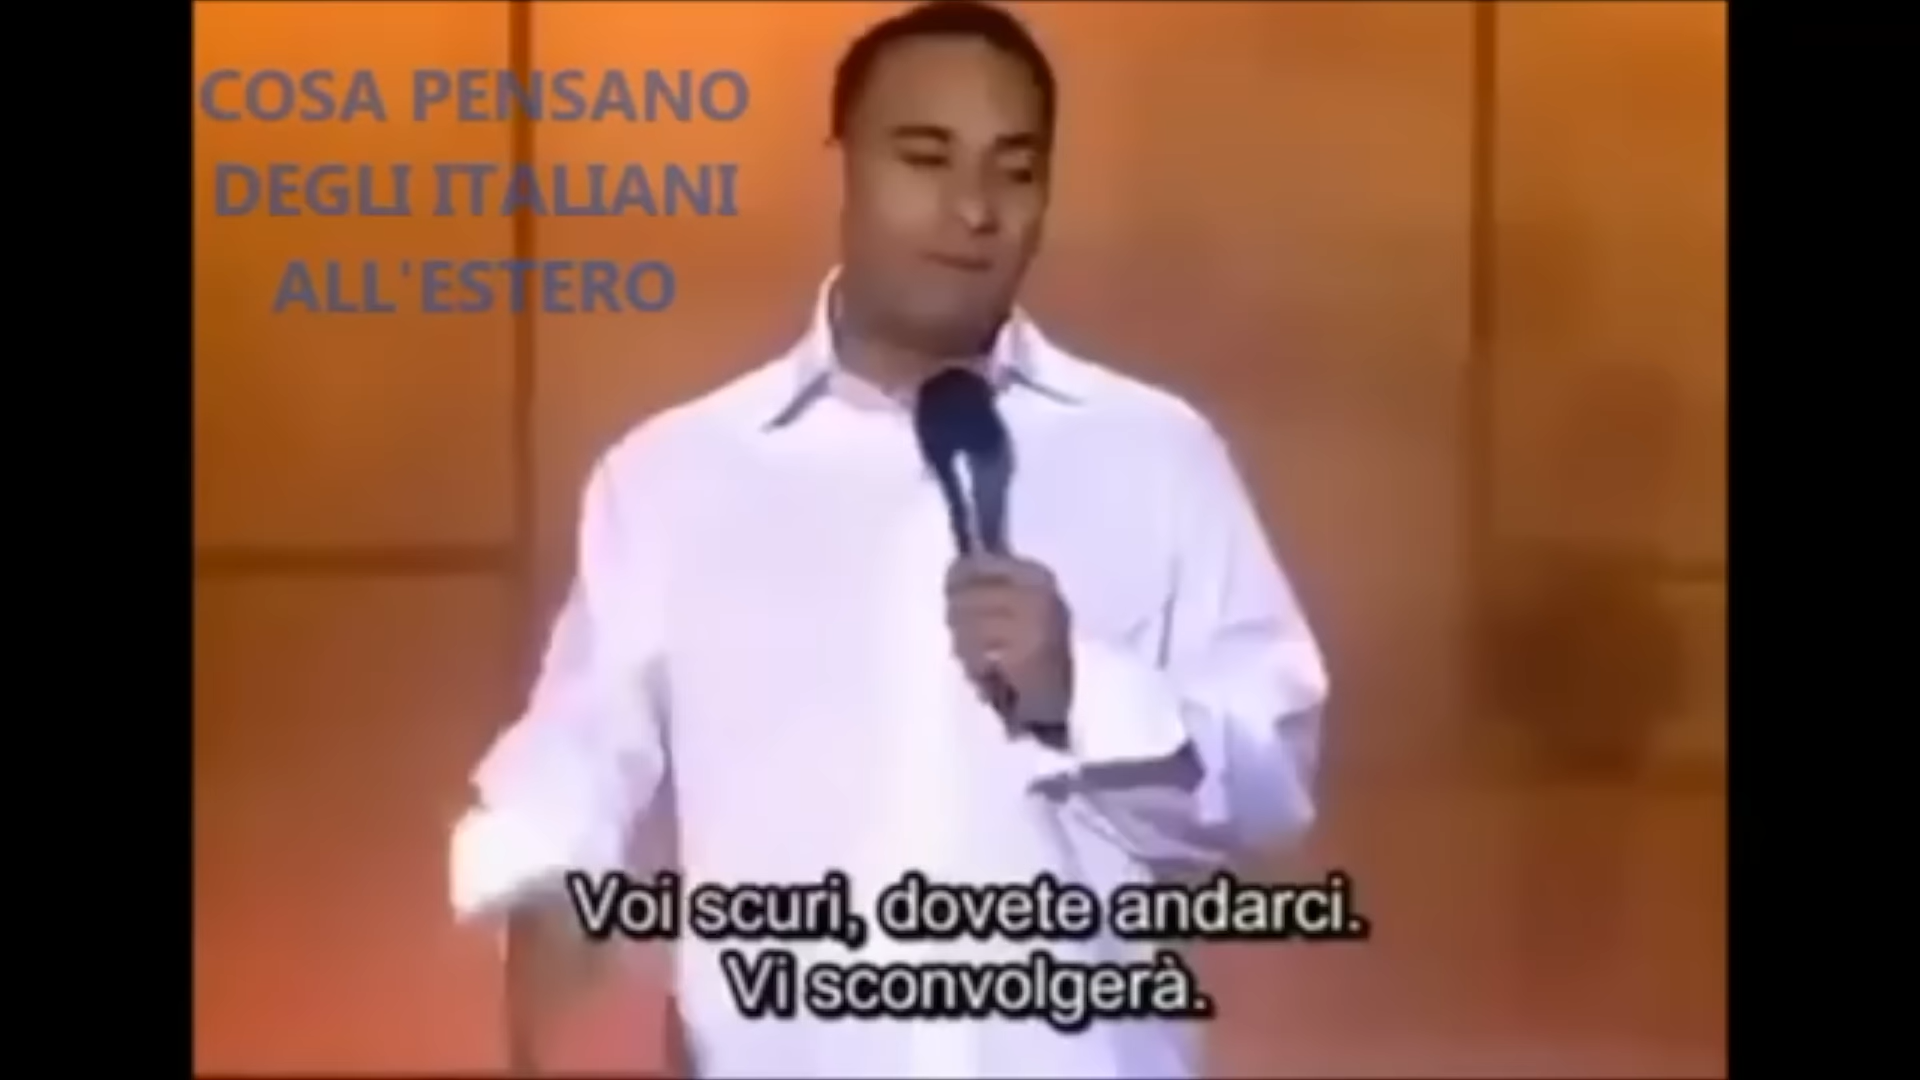 COSA PENSANO
DEGLI ITALIANI
ALL'ESTERO
Voi scuri, dovete andarci.
Vi sconvolgerà.